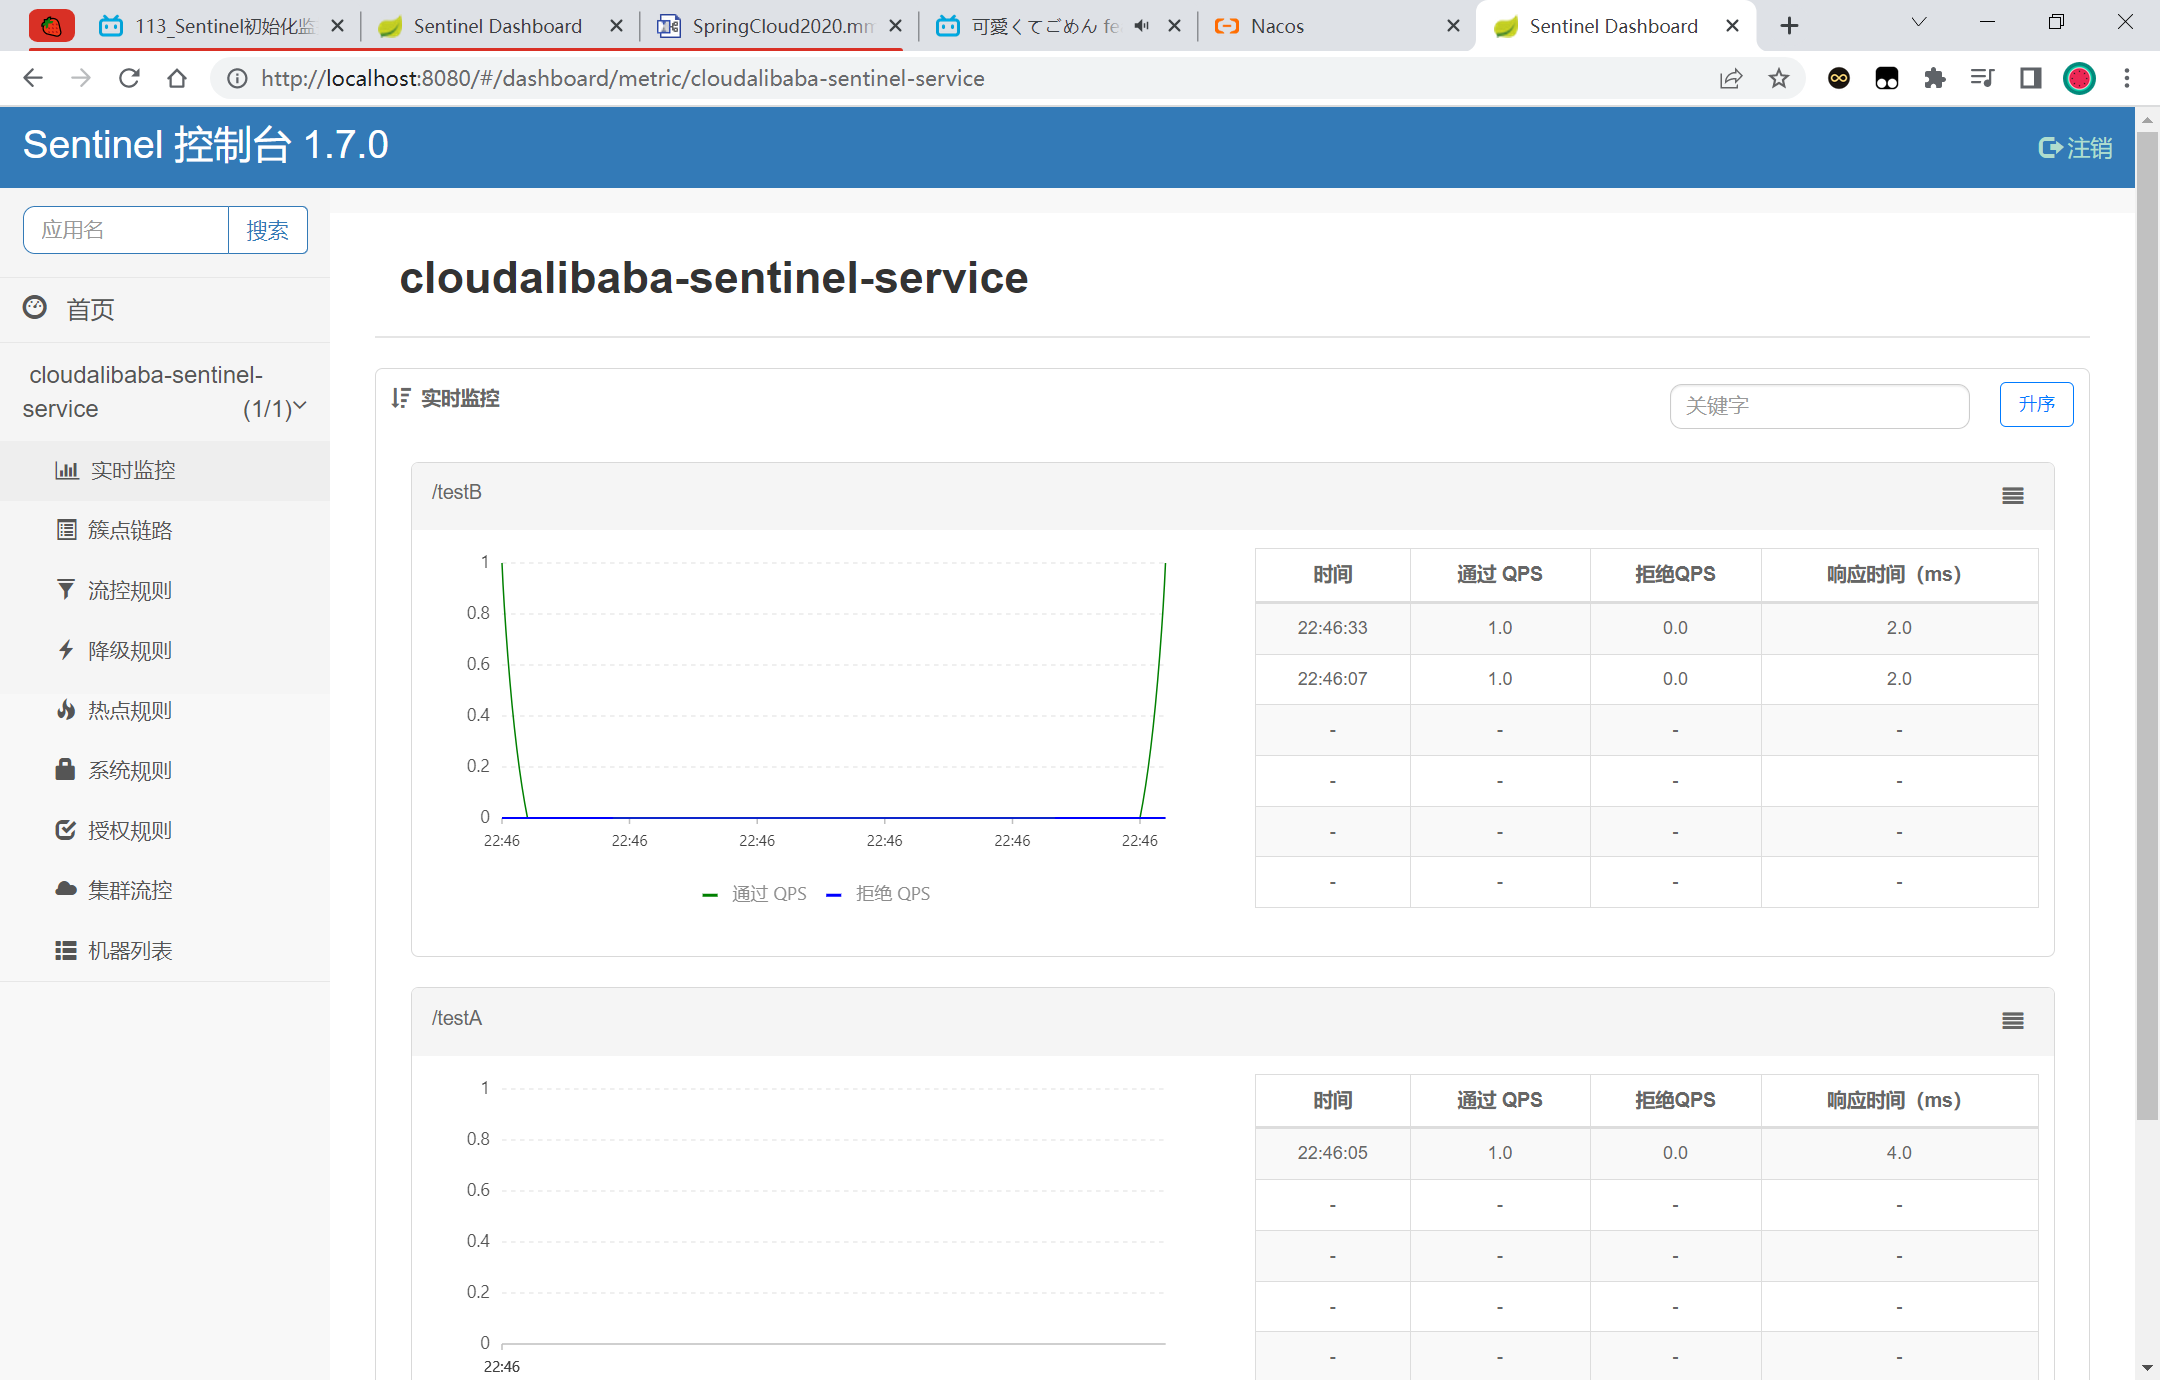 113_Sentinel初始化监
Sentinel Dashboard
SpringCloud2020.mm
可愛くてごめん fe
Nacos
Sentinel Dashboard
http://localhost:8080/#/dashboard/metric/cloudalibaba-sentinel-service
Sentinel 控制台 1.7.0
注销
应用名
搜索
首页
cloudalibaba-sentinel-
service (1/1)
实时监控
簇点链路
流控规则
降级规则
热点规则
系统规则
授权规则
集群流控
机器列表
cloudalibaba-sentinel-service
实时监控
关键字
升序
/testB
1
0.8
0.6
0.4
0.2
0
22:46 22:46 22:46 22:46 22:46 22:46
通过 QPS 拒绝 QPS
时间 通过 QPS 拒绝QPS 响应时间（ms）
22:46:33 1.0 0.0 2.0
22:46:07 1.0 0.0 2.0
- - - -
- - - -
- - - -
- - - -
/testA
1
0.8
0.6
0.4
0.2
0
22:46
时间 通过 QPS 拒绝QPS 响应时间（ms）
22:46:05 1.0 0.0 4.0
- - - -
- - - -
- - - -
- - - -